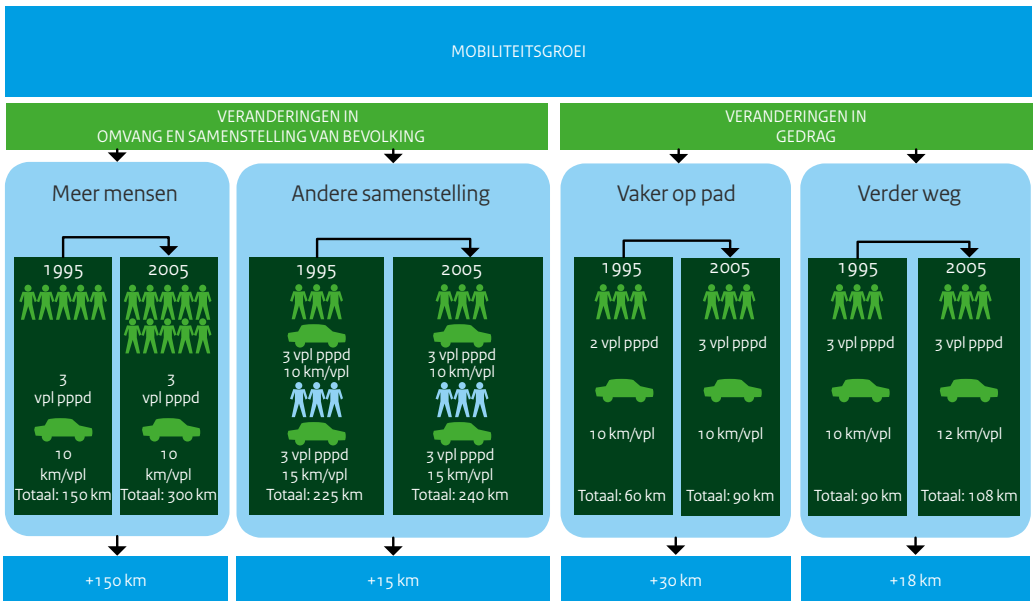 MOBILITEITSGROEI
VERANDERINGEN IN
OMVANG EN SAMENSTELLING VAN BEVOLKING
VERANDERINGEN IN
GEDRAG
Meer mensen
1995
3
vpl pppd
10
km/vpl
Totaal: 150 km
2005
3
vpl pppd
10
km/vpl
Totaal: 300 km
+150 km
Andere samenstelling
1995
3 vpl pppd
10 km/vpl
3 vpl pppd
15 km/vpl
Totaal: 225 km
2005
3 vpl pppd
10 km/vpl
3 vpl pppd
15 km/vpl
Totaal: 240 km
+15 km
Vaker op pad
1995
2 vpl pppd
10 km/vpl
Totaal: 60 km
2005
3 vpl pppd
10 km/vpl
Totaal: 90 km
+30 km
Verder weg
1995
3 vpl pppd
10 km/vpl
Totaal: 90 km
2005
3 vpl pppd
12 km/vpl
Totaal: 108 km
+18 km